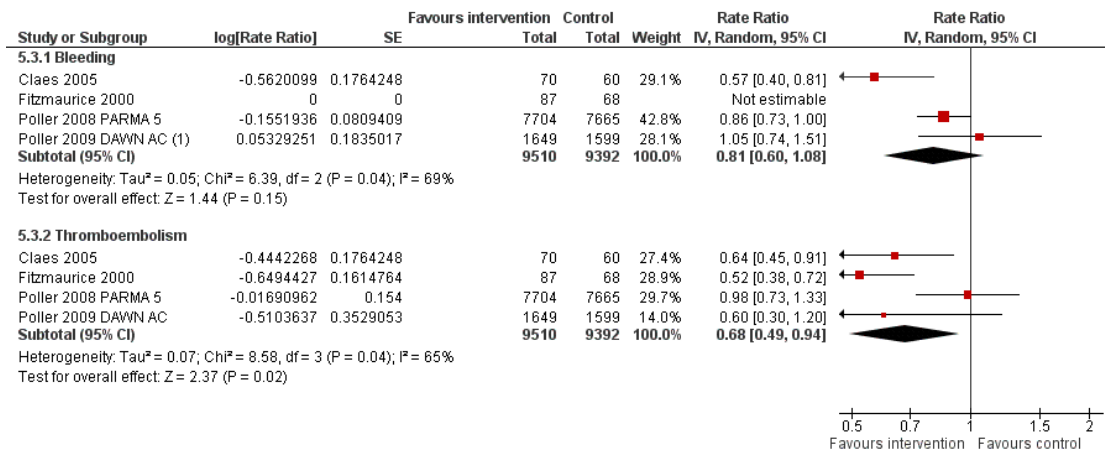 Favours intervention Control Rate Ratio Rate Ratio
Study or Subgroup log[Rate Ratio] SE Total Total Weight IV, Random, 95% CI IV, Random, 95% CI
5.3.1 Bleeding
Claes 2005 -0.5620099 0.1764248 70 60 29.1% 0.57 [0.40, 0.81]
Fitzmaurice 2000 0 0 87 68 Not estimable
Poller 2008 PARMA 5 -0.1551936 0.0809409 7704 7665 42.8% 0.86 [0.73, 1.00]
Poller 2009 DAWN AC (1) 0.05329251 0.1835017 1649 1599 28.1% 1.05 [0.74, 1.51]
Subtotal (95% CI) 9510 9392 100.0% 0.81 [0.60, 1.08]
Heterogeneity: Tau² = 0.05; Chi² = 6.39, df = 2 (P = 0.04); I² = 69%
Test for overall effect: Z = 1.44 (P = 0.15)
5.3.2 Thromboembolism
Claes 2005 -0.4442268 0.1764248 70 60 27.4% 0.64 [0.45, 0.91]
Fitzmaurice 2000 -0.6494427 0.1614764 87 68 28.9% 0.52 [0.38, 0.72]
Poller 2008 PARMA 5 -0.01690962 0.154 7704 7665 29.7% 0.98 [0.73, 1.33]
Poller 2009 DAWN AC -0.5103637 0.3529053 1649 1599 14.0% 0.60 [0.30, 1.20]
Subtotal (95% CI) 9510 9392 100.0% 0.68 [0.49, 0.94]
Heterogeneity: Tau² = 0.07; Chi² = 8.58, df = 3 (P = 0.04); I² = 65%
Test for overall effect: Z = 2.37 (P = 0.02)
0.5 0.7 1 1.5 2
Favours intervention Favours control